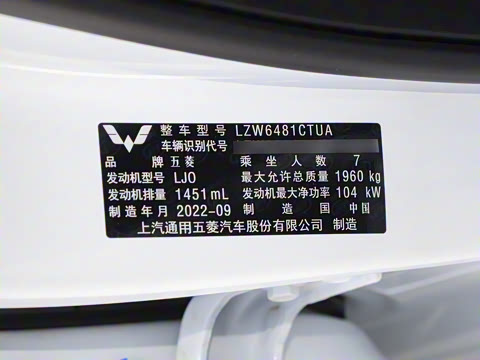 整车型号 LZW6481CTUA
车辆识别代号
品牌 五菱 乘坐人数 7
发动机型号 LJO 最大允许总质量 1960 kg
发动机排量 1451 mL 发动机最大净功率 104 kW
制造年月 2022-09 制造国 中国
上汽通用五菱汽车股份有限公司 制造